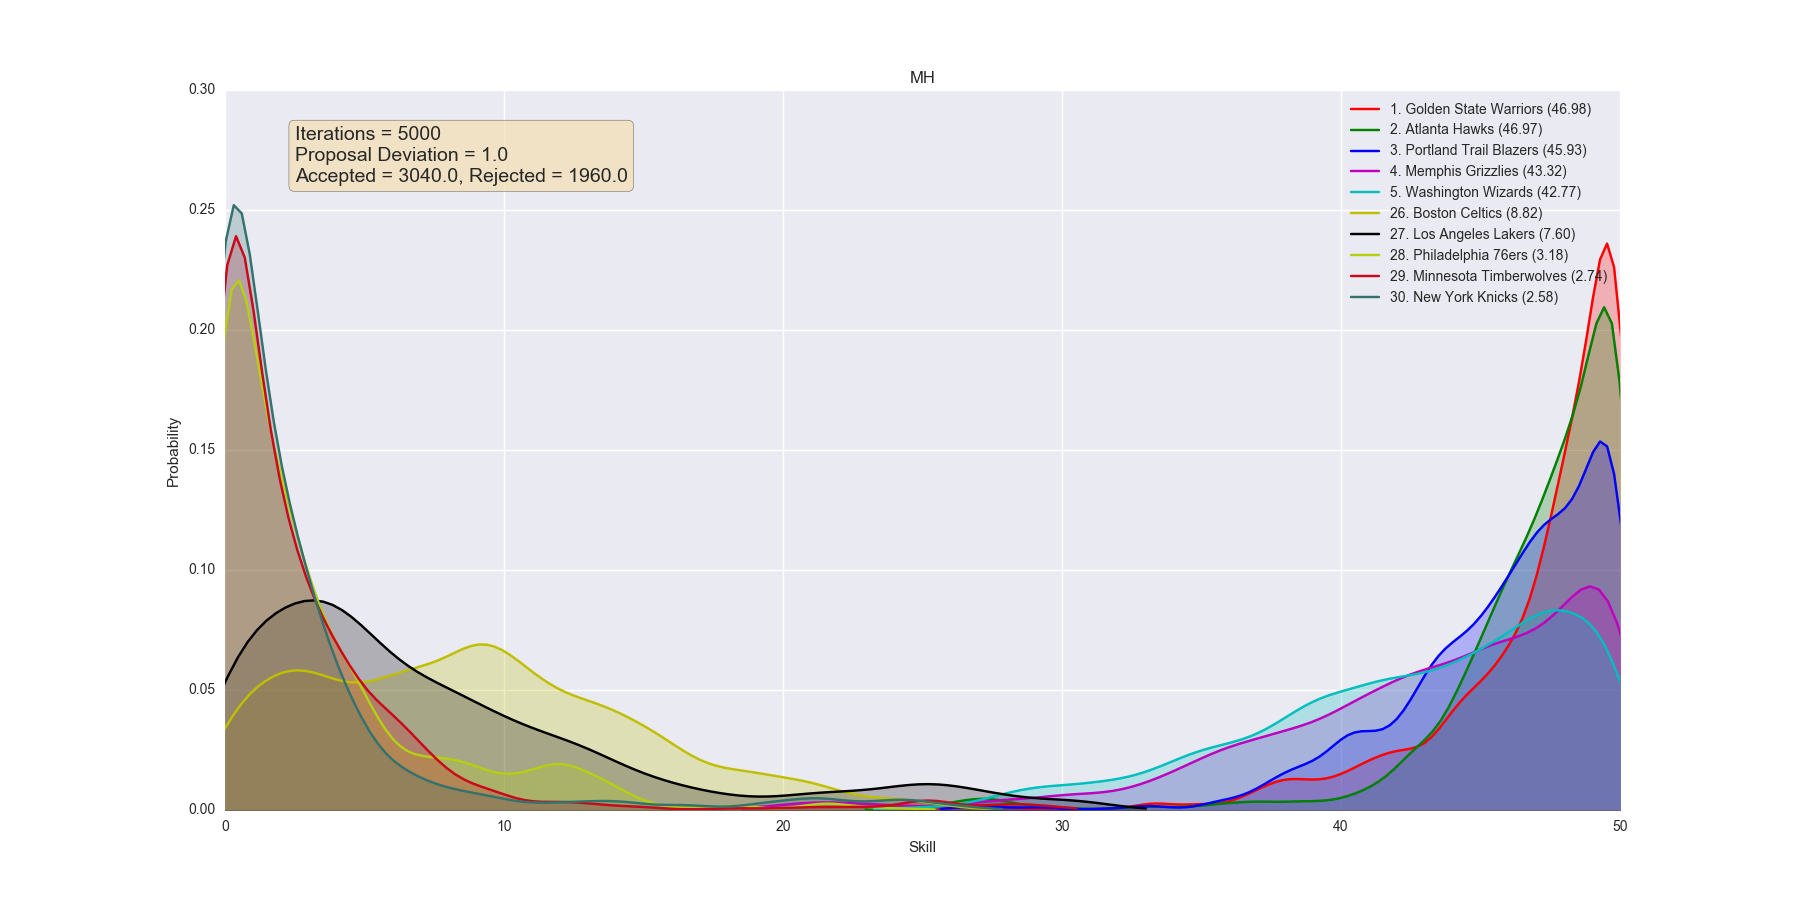 MH
0.30
0.25
0.20
0.15
0.10
0.05
0.00
Probability
Iterations = 5000
Proposal Deviation = 1.0
Accepted = 3040.0, Rejected = 1960.0
1. Golden State Warriors (46.98)
2. Atlanta Hawks (46.97)
3. Portland Trail Blazers (45.93)
4. Memphis Grizzlies (43.32)
5. Washington Wizards (42.77)
26. Boston Celtics (8.82)
27. Los Angeles Lakers (7.60)
28. Philadelphia 76ers (3.18)
29. Minnesota Timberwolves (2.74)
30. New York Knicks (2.58)
0 10 20 30 40 50
Skill